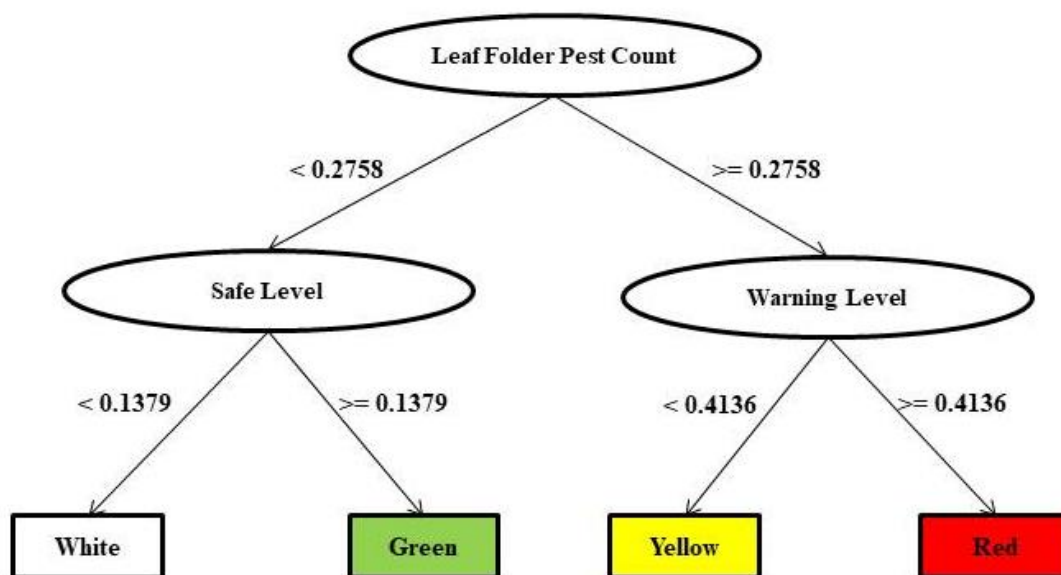 Leaf Folder Pest Count
< 0.2758
>= 0.2758
Safe Level
Warning Level
< 0.1379
>= 0.1379
< 0.4136
>= 0.4136
White
Green
Yellow
Red